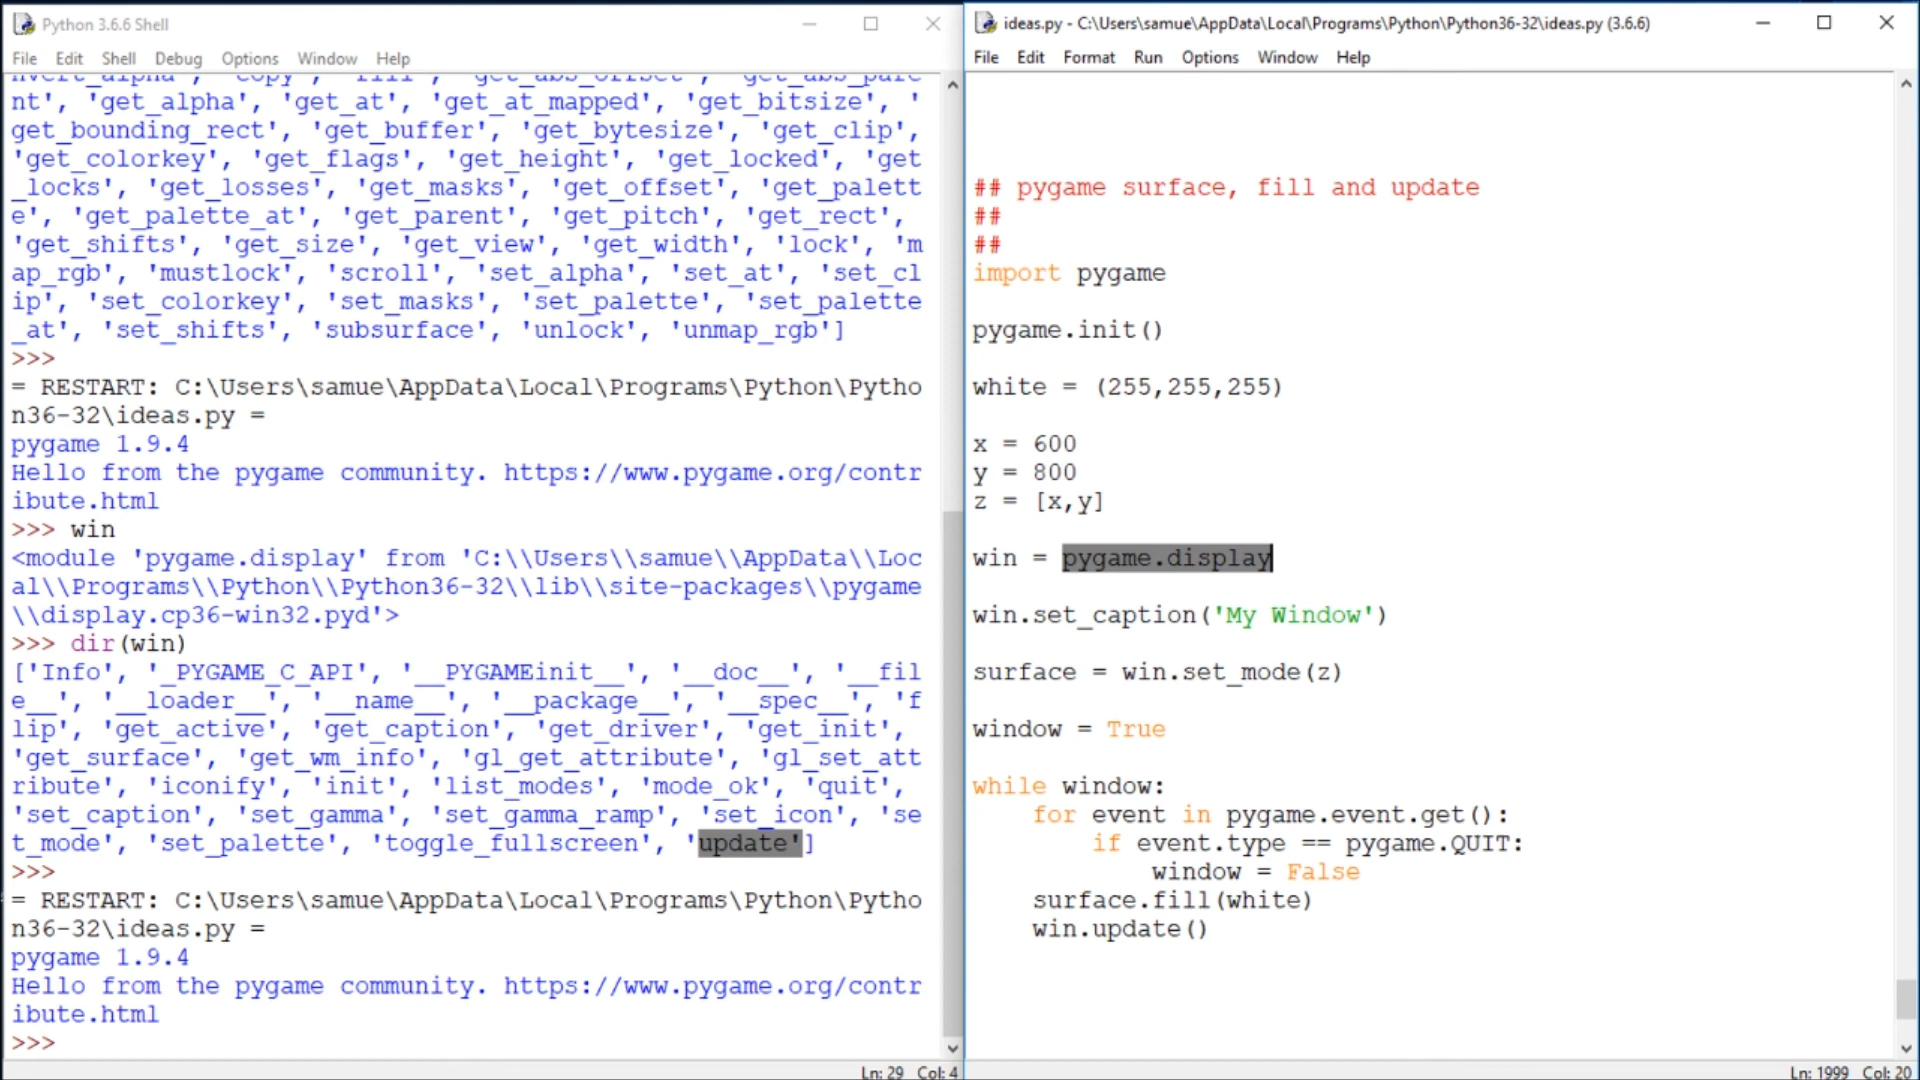 Python 3.6.6 Shell
File Edit Shell Debug Options Window Help
nvert_alpha', 'copy', 'fill', 'get_abs_offset', 'get_abs_pare
nt', 'get_alpha', 'get_at', 'get_at_mapped', 'get_bitsize', '
get_bounding_rect', 'get_buffer', 'get_bytesize', 'get_clip',
'get_colorkey', 'get_flags', 'get_height', 'get_locked', 'get
_locks', 'get_losses', 'get_masks', 'get_offset', 'get_palett
e', 'get_palette_at', 'get_parent', 'get_pitch', 'get_rect',
'get_shifts', 'get_size', 'get_view', 'get_width', 'lock', 'm
ap_rgb', 'mustlock', 'scroll', 'set_alpha', 'set_at', 'set_cl
ip', 'set_colorkey', 'set_masks', 'set_palette', 'set_palette
_at', 'set_shifts', 'subsurface', 'unlock', 'unmap_rgb']
>>>
= RESTART: C:\Users\samue\AppData\Local\Programs\Python\Pytho
n36-32\ideas.py =
pygame 1.9.4
Hello from the pygame community. https://www.pygame.org/contr
ibute.html
>>> win
<module 'pygame.display' from 'C:\\Users\\samue\\AppData\\Loc
al\\Programs\\Python\\Python36-32\\lib\\site-packages\\pygame
\\display.cp36-win32.pyd'>
>>> dir(win)
['Info', '_PYGAME_C_API', '__PYGAMEinit__', '__doc__', '__fil
e__', '__loader__', '__name__', '__package__', '__spec__', 'f
lip', 'get_active', 'get_caption', 'get_driver', 'get_init',
'get_surface', 'get_wm_info', 'gl_get_attribute', 'gl_set_att
ribute', 'iconify', 'init', 'list_modes', 'mode_ok', 'quit',
'set_caption', 'set_gamma', 'set_gamma_ramp', 'set_icon', 'se
t_mode', 'set_palette', 'toggle_fullscreen', 'update']
>>>
= RESTART: C:\Users\samue\AppData\Local\Programs\Python\Pytho
n36-32\ideas.py =
pygame 1.9.4
Hello from the pygame community. https://www.pygame.org/contr
ibute.html
>>>
Ln: 29 Col: 4
ideas.py - C:\Users\samue\AppData\Local\Programs\Python\Python36-32\ideas.py (3.6.6)
File Edit Format Run Options Window Help
## pygame surface, fill and update
##
##
import pygame
pygame.init()
white = (255,255,255)
x = 600
y = 800
z = [x,y]
win = pygame.display
win.set_caption('My Window')
surface = win.set_mode(z)
window = True
while window:
    for event in pygame.event.get():
        if event.type == pygame.QUIT:
            window = False
    surface.fill(white)
    win.update()
Ln: 1999 Col: 20